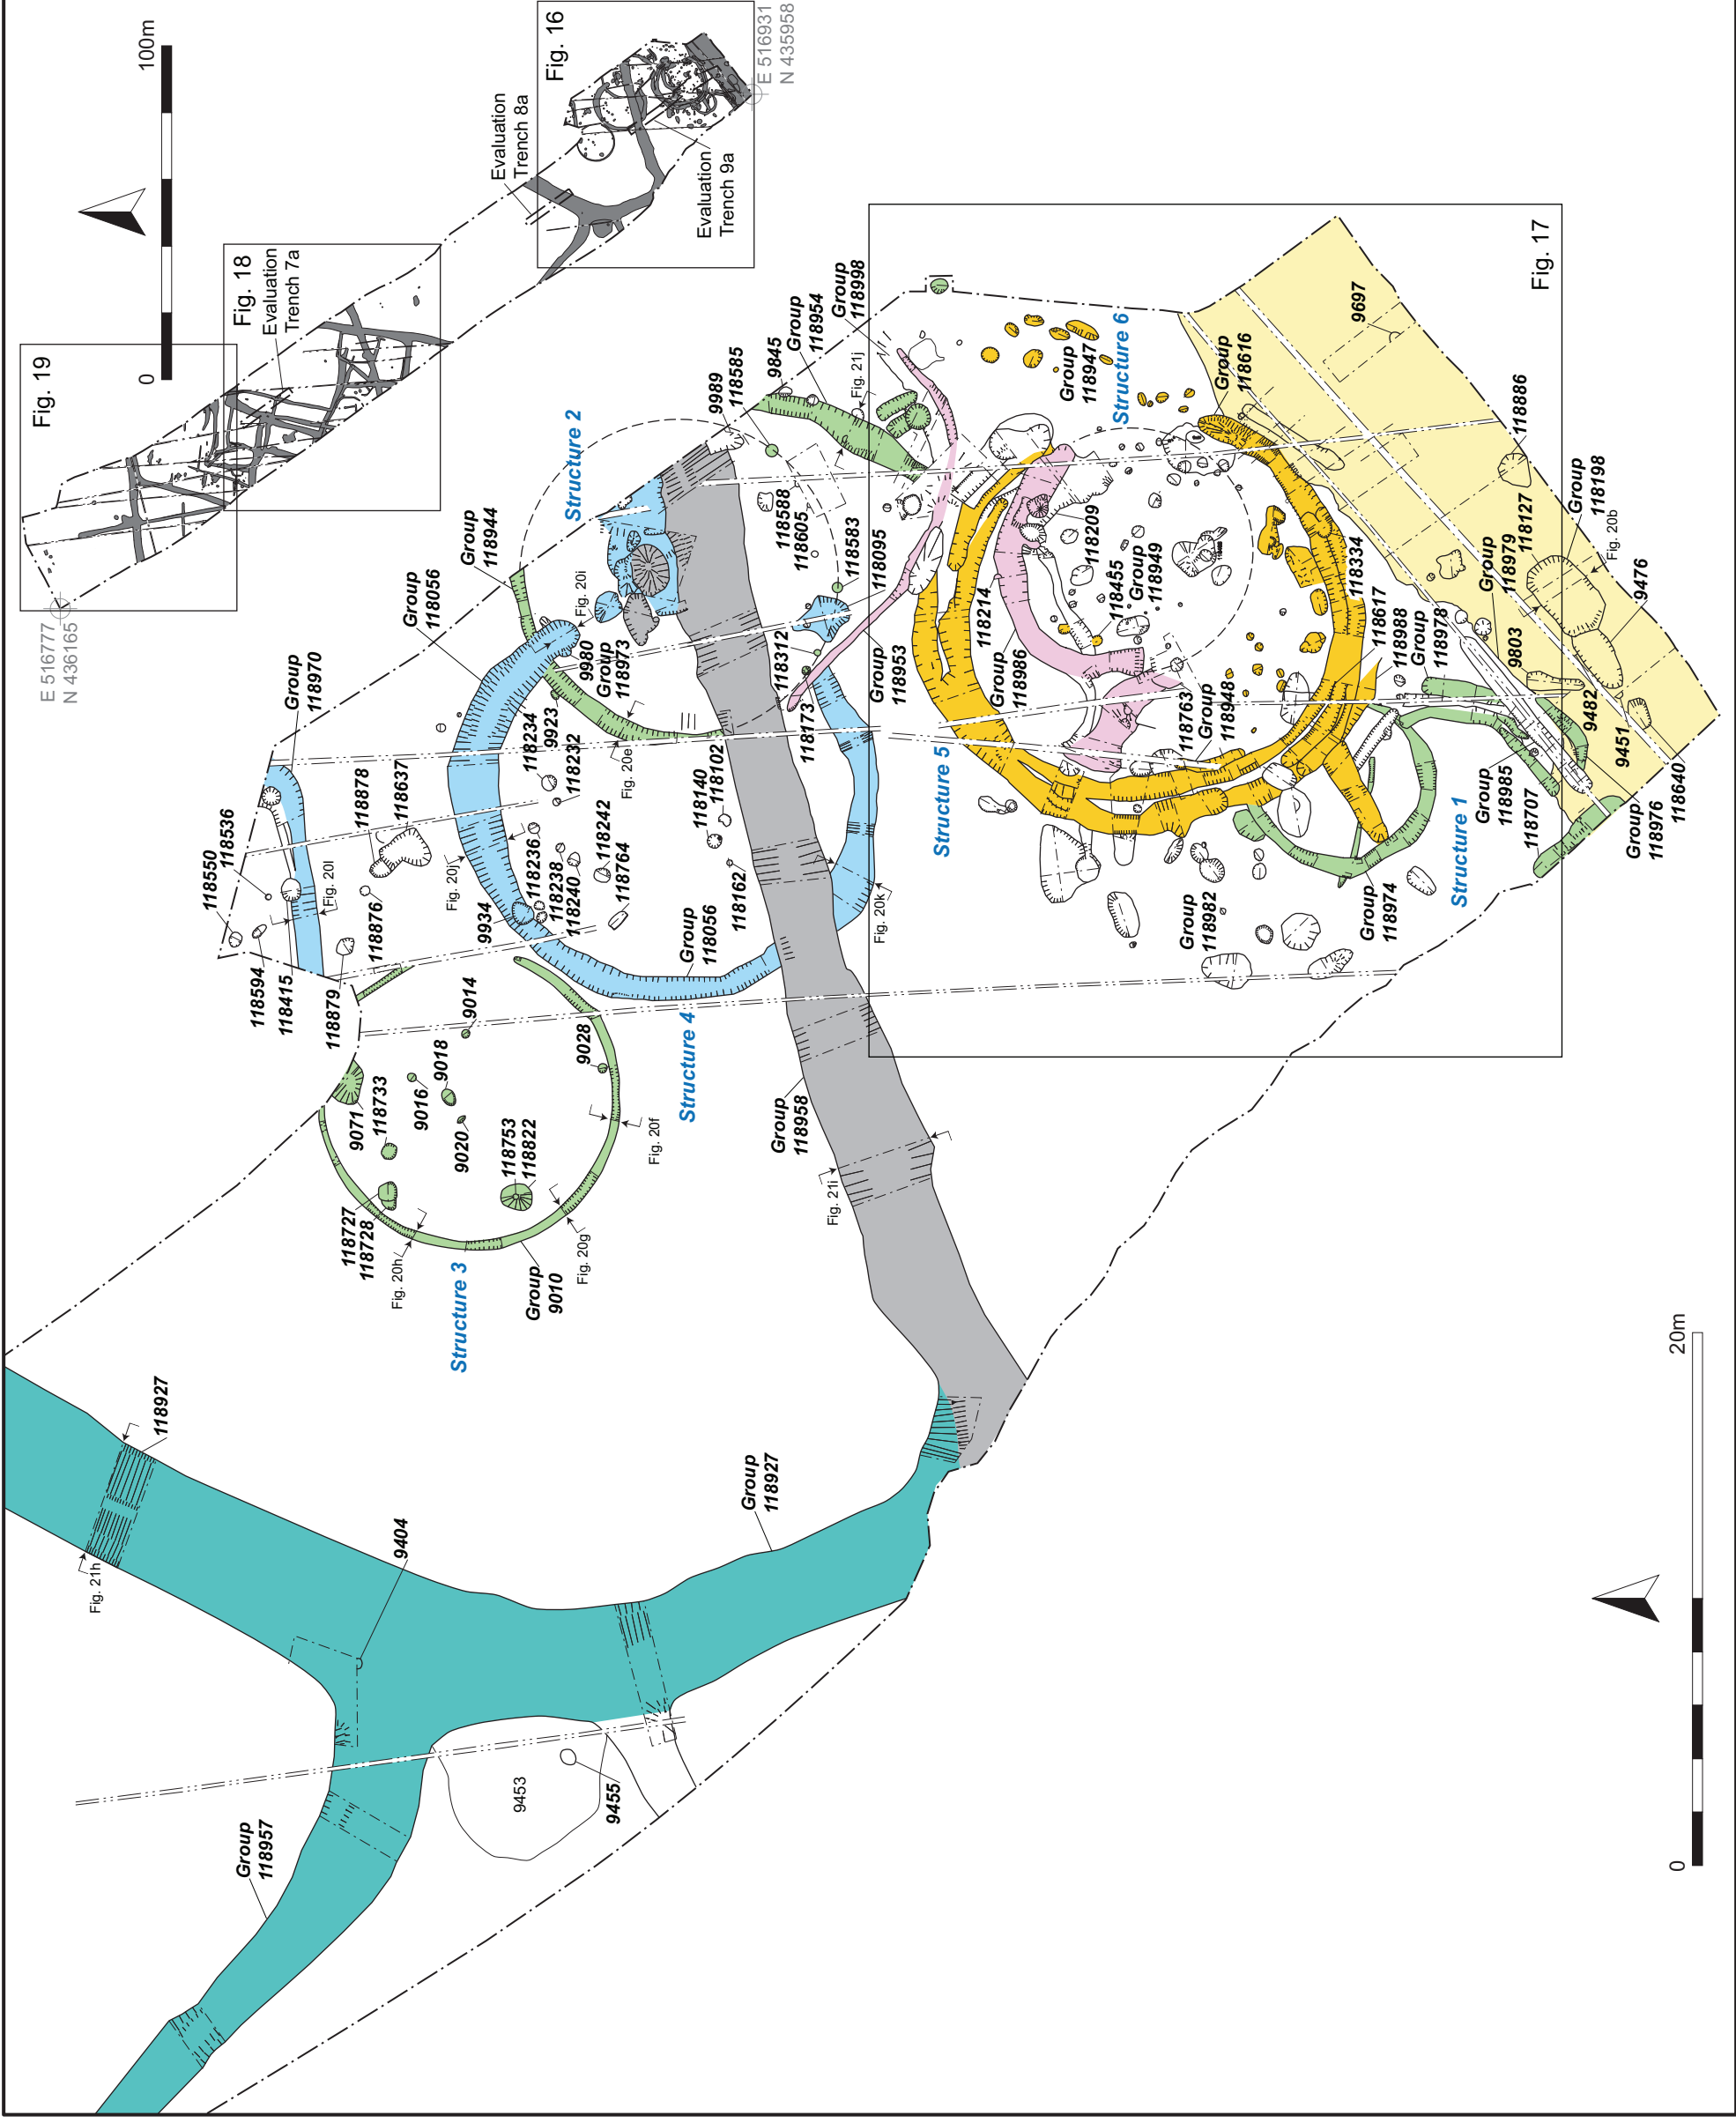 Fig. 19
E 516777
N 436165
Fig. 18
Evaluation
Trench 7a
0
100m
Evaluation
Trench 8a
Fig. 16
Evaluation
Trench 9a
E 516931
N 435958
118550
118536
118594
118415
118879
118876
118878
118637
Group
118970
Fig. 20l
Group
118056
Group
118944
Structure 2
Fig. 20j
9934
118234
9923
118232
118236
118238
118240
118242
118764
9980
Group
118973
Fig. 20i
Fig. 20e
118140
118102
118162
Group
118056
Structure 4
Fig. 20k
118173
118312
9989
118585
9845
Group
118954
Group
118998
Fig. 21j
118588
118605
118583
118095
Group
118953
9071
118733
9016
9018
9014
9020
9028
118753
118822
118727
118728
Fig. 20h
Structure 3
Group
9010
Fig. 20g
Fig. 20f
Group
118958
Fig. 21i
118927
Fig. 21h
9404
Group
118927
Group
118957
9453
9455
Structure 5
118214
Group
118986
118209
118455
Group
118949
Group
118947
Structure 6
Group
118616
118763
Group
118948
118334
118617
118988
Group
118978
Group
118982
Group
118974
Structure 1
Group
118985
118707
Group
118976
118640
9451
9482
9803
Group
118979
118127
Group
118198
Fig. 20b
9476
118886
9697
Fig. 17
0
20m